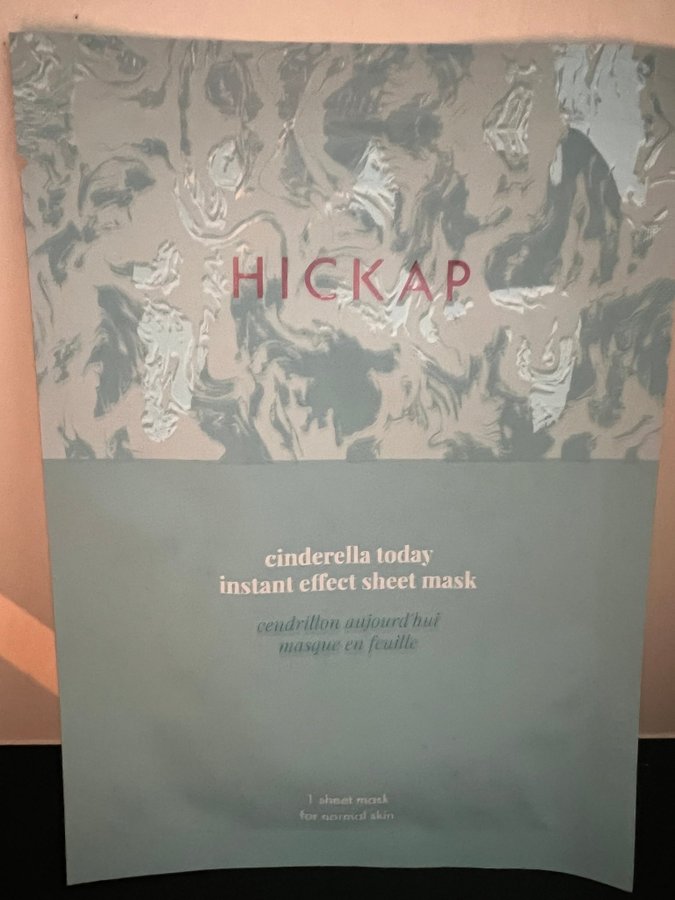 HICKAP
cinderella today
instant effect sheet mask
cendrillon aujourd'hui
masque en feuille
1 sheet mask
for normal skin